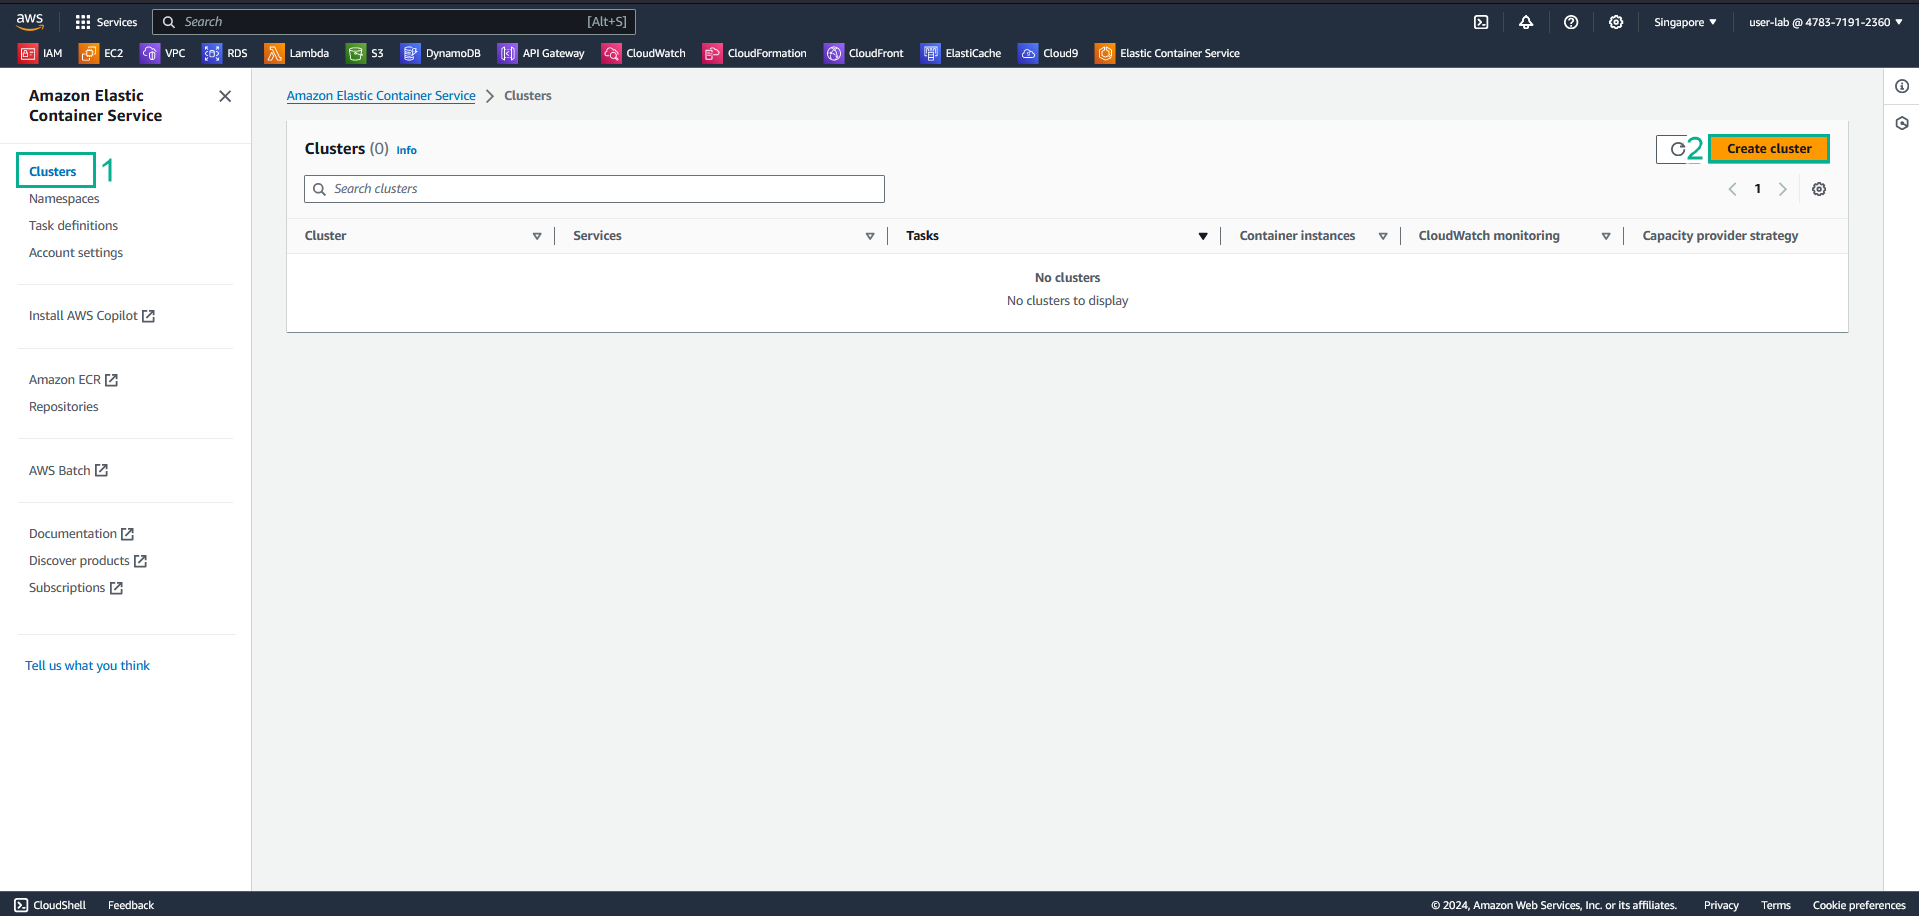 aws
Services
Search
[Alt+S]
Singapore
user-lab @ 4783-7191-2360
IAM
EC2
VPC
RDS
Lambda
S3
DynamoDB
API Gateway
CloudWatch
CloudFormation
CloudFront
ElastiCache
Cloud9
Elastic Container Service
Amazon Elastic
Container Service
Clusters
1
Namespaces
Task definitions
Account settings
Install AWS Copilot
Amazon ECR
Repositories
AWS Batch
Documentation
Discover products
Subscriptions
Tell us what you think
Amazon Elastic Container Service
Clusters
Clusters (0) Info
2
Create cluster
Search clusters
1
Cluster
Services
Tasks
Container instances
CloudWatch monitoring
Capacity provider strategy
No clusters
No clusters to display
CloudShell
Feedback
© 2024, Amazon Web Services, Inc. or its affiliates.
Privacy
Terms
Cookie preferences